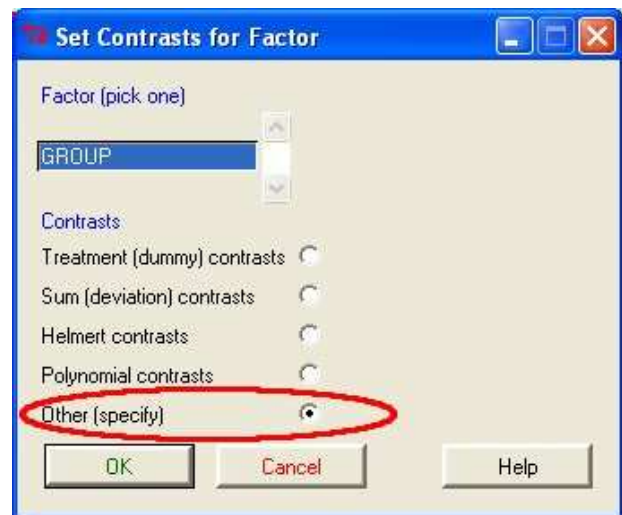 Set Contrasts for Factor
Factor (pick one)
GROUP
Contrasts
Treatment (dummy) contrasts
Sum (deviation) contrasts
Helmert contrasts
Polynomial contrasts
Other (specify)
OK Cancel Help